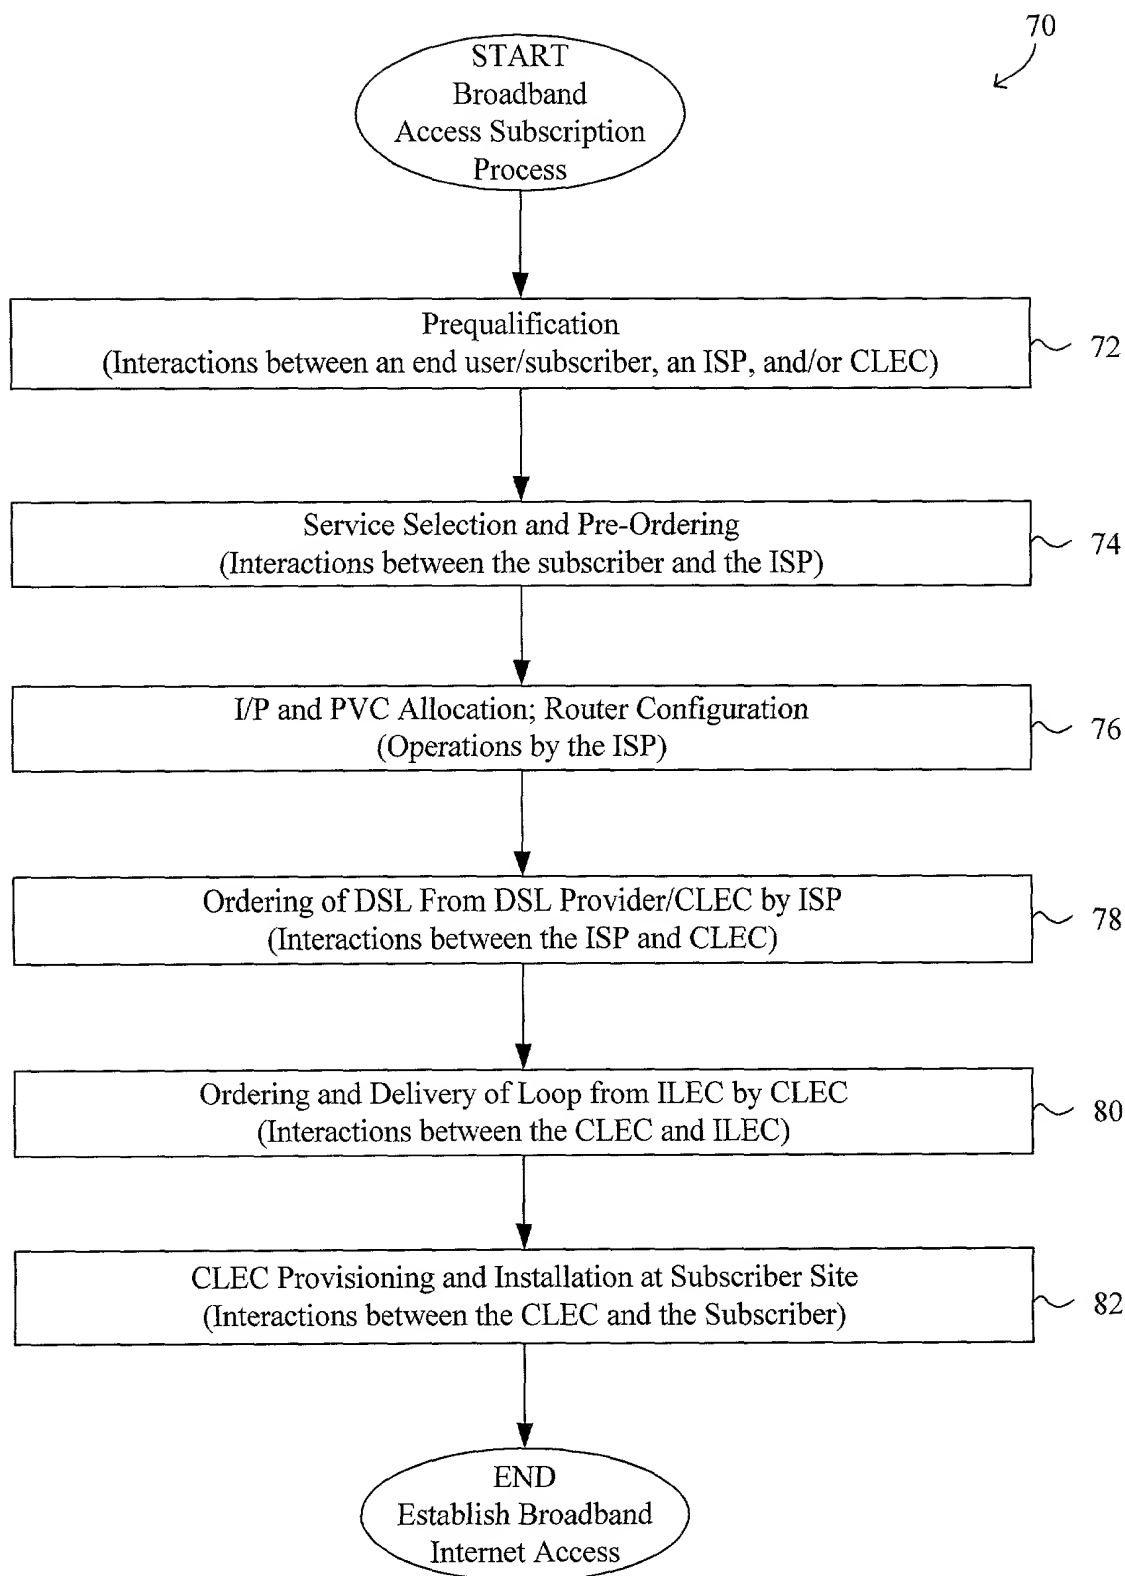 70
START
Broadband
Access Subscription
Process
Prequalification
(Interactions between an end user/subscriber, an ISP, and/or CLEC)
72
Service Selection and Pre-Ordering
(Interactions between the subscriber and the ISP)
74
I/P and PVC Allocation; Router Configuration
(Operations by the ISP)
76
Ordering of DSL From DSL Provider/CLEC by ISP
(Interactions between the ISP and CLEC)
78
Ordering and Delivery of Loop from ILEC by CLEC
(Interactions between the CLEC and ILEC)
80
CLEC Provisioning and Installation at Subscriber Site
(Interactions between the CLEC and the Subscriber)
82
END
Establish Broadband
Internet Access